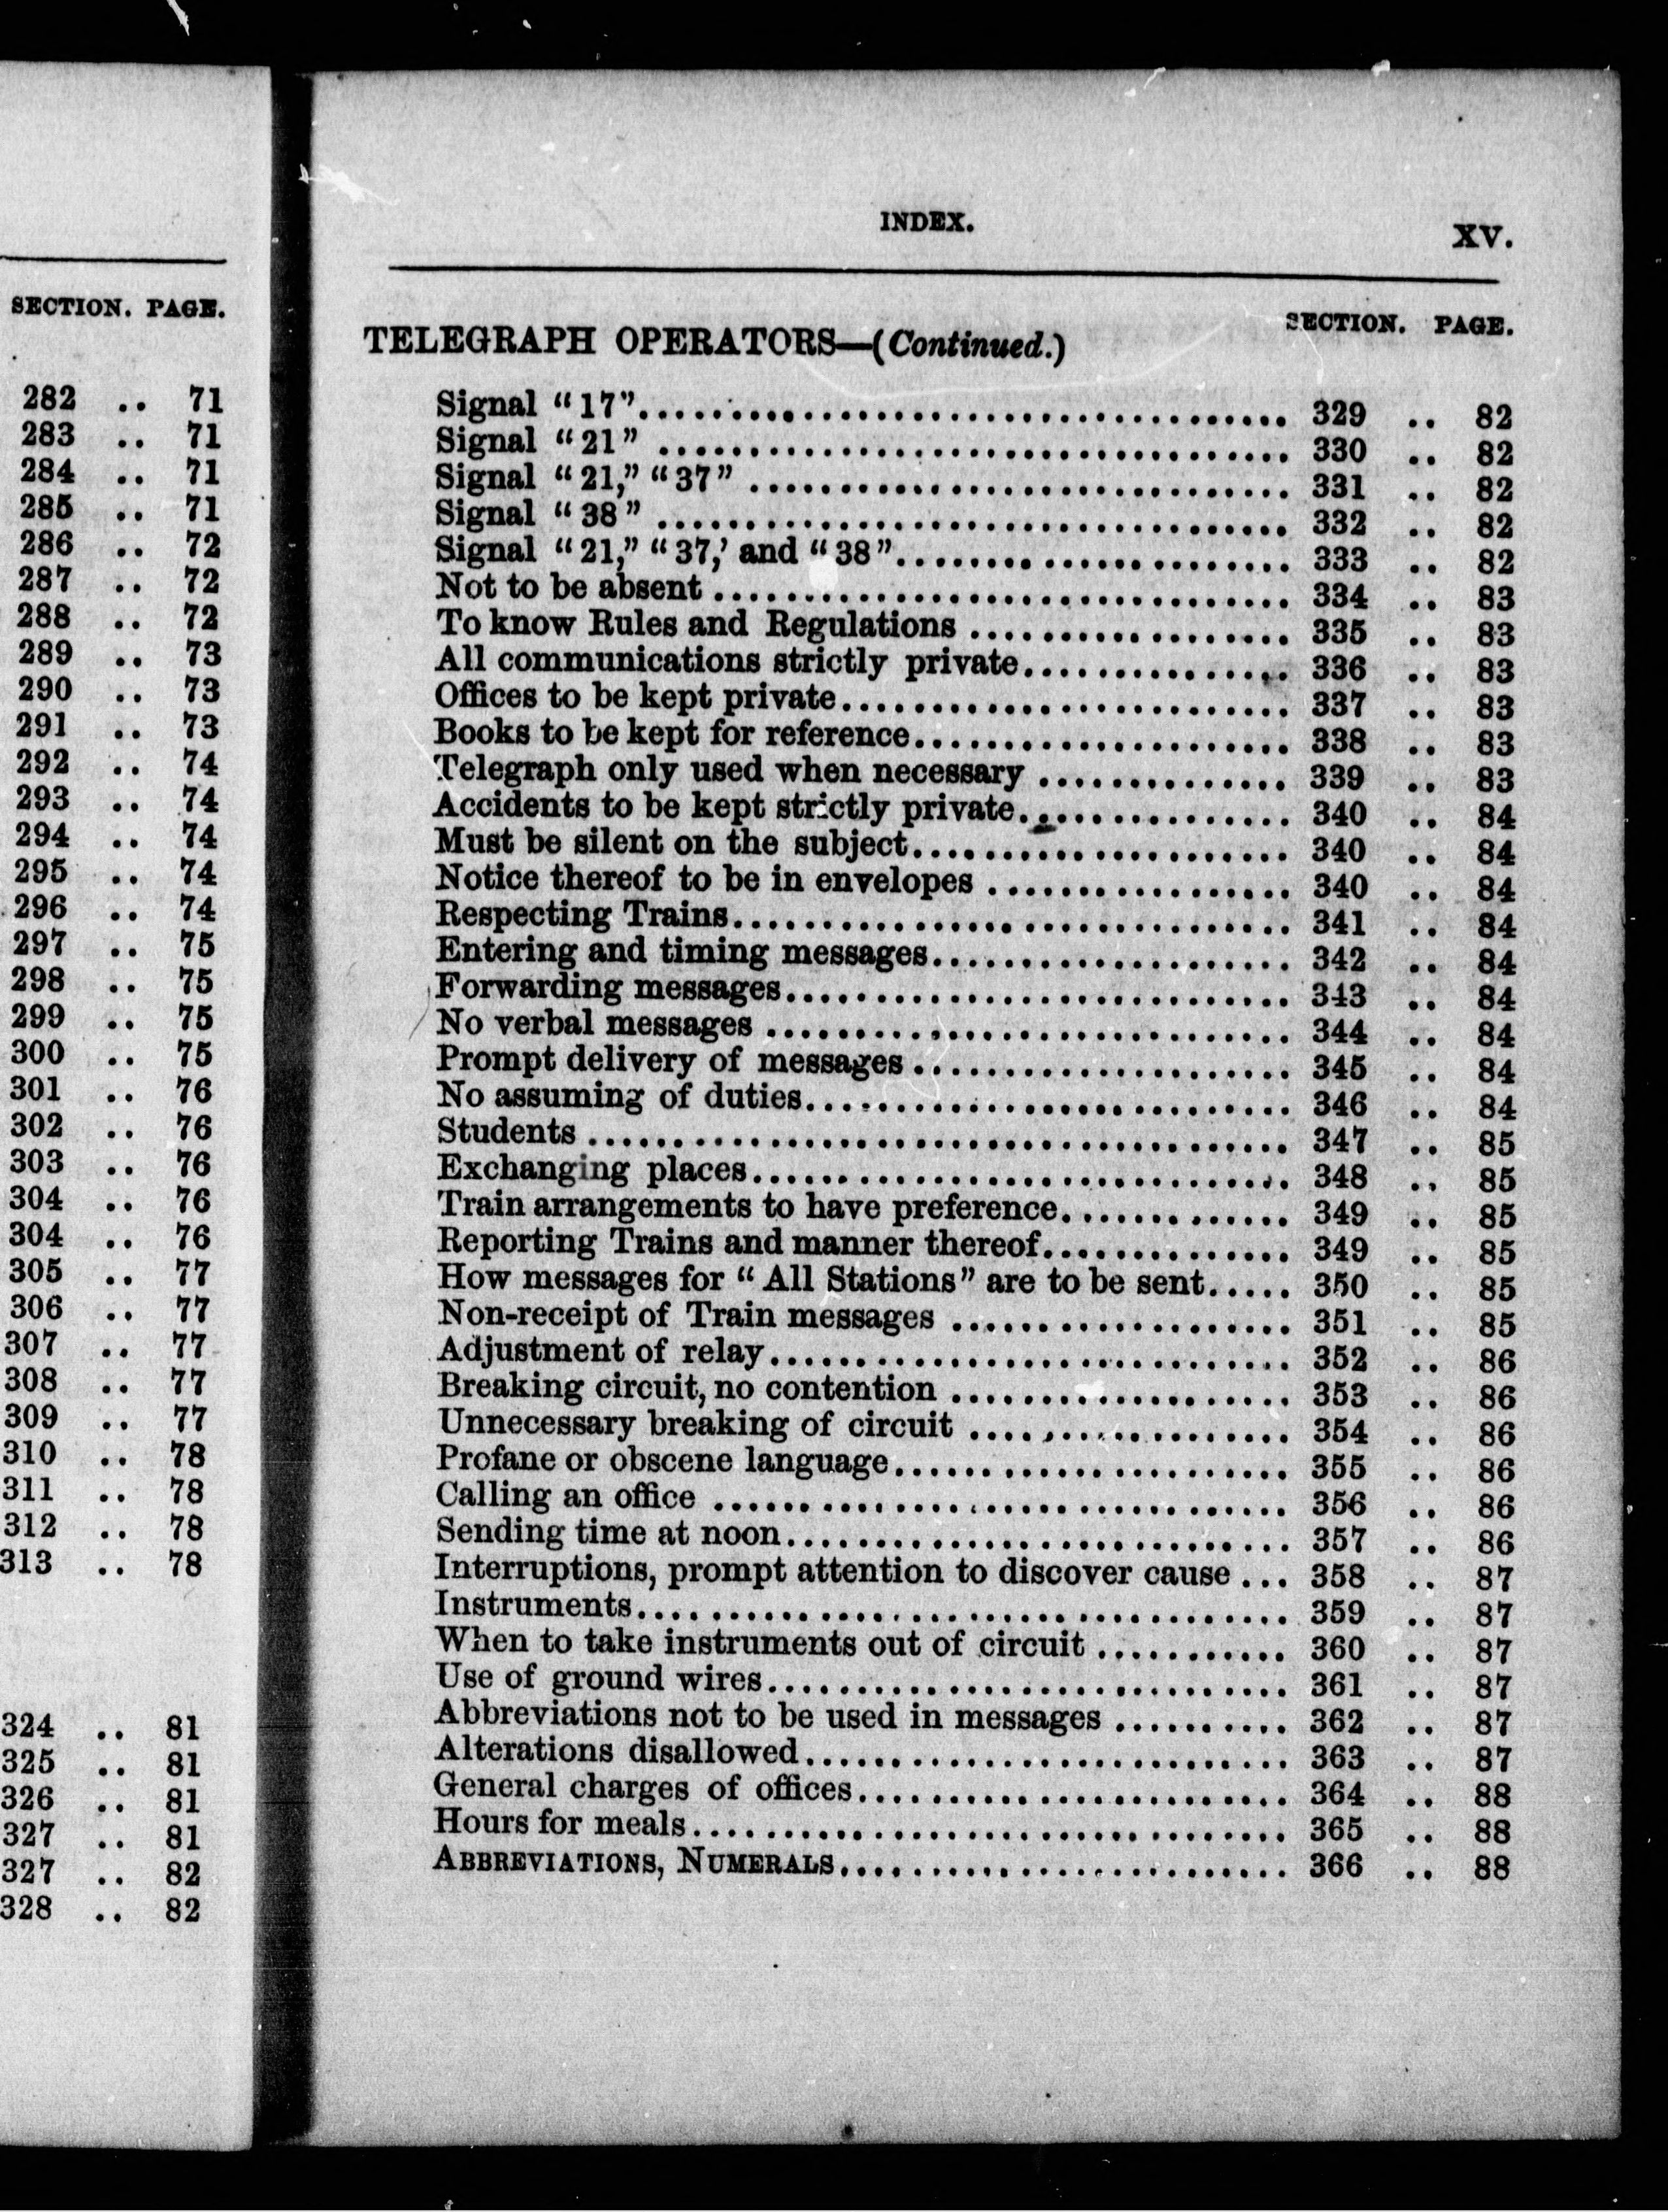 SECTION. PAGE.
282 .. 71
283 .. 71
284 .. 71
285 .. 71
286 .. 72
287 .. 72
288 .. 72
289 .. 73
290 .. 73
291 .. 73
292 .. 74
293 .. 74
294 .. 74
295 .. 74
296 .. 74
297 .. 75
298 .. 75
299 .. 75
300 .. 75
301 .. 76
302 .. 76
303 .. 76
304 .. 76
304 .. 76
305 .. 77
306 .. 77
307 .. 77
308 .. 77
309 .. 77
310 .. 78
311 .. 78
312 .. 78
313 .. 78
324 .. 81
325 .. 81
326 .. 81
327 .. 81
327 .. 82
328 .. 82
INDEX. XV.
SECTION. PAGE.
TELEGRAPH OPERATORS—(Continued.)
Signal “17”........ 329 .. 82
Signal “21” ........ 330 .. 82
Signal “21,” “37” ........ 331 .. 82
Signal “38” ........ 332 .. 82
Signal “21,” “37,’ and “38”........ 333 .. 82
Not to be absent ........ 334 .. 83
To know Rules and Regulations ........ 335 .. 83
All communications strictly private........ 336 .. 83
Offices to be kept private........ 337 .. 83
Books to be kept for reference........ 338 .. 83
Telegraph only used when necessary ........ 339 .. 83
Accidents to be kept strictly private........ 340 .. 84
Must be silent on the subject........ 340 .. 84
Notice thereof to be in envelopes ........ 340 .. 84
Respecting Trains........ 341 .. 84
Entering and timing messages........ 342 .. 84
Forwarding messages........ 343 .. 84
No verbal messages ........ 344 .. 84
Prompt delivery of messages ........ 345 .. 84
No assuming of duties........ 346 .. 84
Students ........ 347 .. 85
Exchanging places........ 348 .. 85
Train arrangements to have preference........ 349 .. 85
Reporting Trains and manner thereof........ 349 .. 85
How messages for “All Stations” are to be sent..... 350 .. 85
Non-receipt of Train messages ........ 351 .. 85
Adjustment of relay........ 352 .. 86
Breaking circuit, no contention ........ 353 .. 86
Unnecessary breaking of circuit ........ 354 .. 86
Profane or obscene language........ 355 .. 86
Calling an office ........ 356 .. 86
Sending time at noon........ 357 .. 86
Interruptions, prompt attention to discover cause ... 358 .. 87
Instruments........ 359 .. 87
When to take instruments out of circuit ........ 360 .. 87
Use of ground wires........ 361 .. 87
Abbreviations not to be used in messages ........ 362 .. 87
Alterations disallowed........ 363 .. 87
General charges of offices........ 364 .. 88
Hours for meals........ 365 .. 88
ABBREVIATIONS, NUMERALS........ 366 .. 88